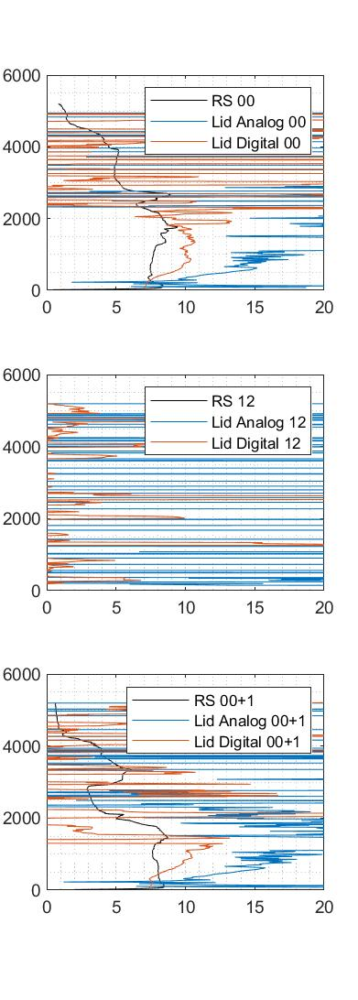 6000
RS 00
Lid Analog 00
4000
Lid Digital 00
2000
0
0 5 10 15 20
6000
RS 12
Lid Analog 12
4000
Lid Digital 12
2000
0
0 5 10 15 20
6000
RS 00+1
Lid Analog 00+1
4000
Lid Digital 00+1
2000
0
0 5 10 15 20